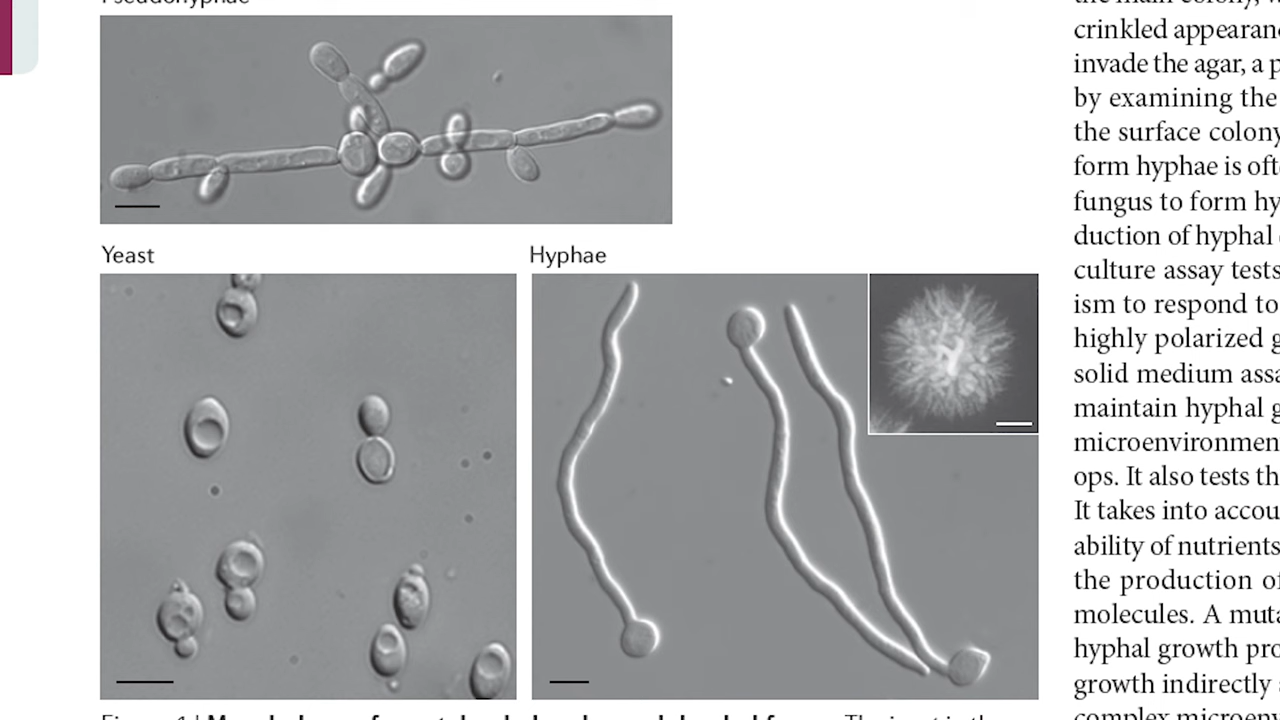 Pseudohyphae
Yeast
Hyphae
the main colony, w
crinkled appearanc
invade the agar, a p
by examining the
the surface colony
form hyphae is oft
fungus to form hy
duction of hyphal
culture assay tests
ism to respond to
highly polarized g
solid medium assa
maintain hyphal g
microenvironmen
ops. It also tests th
It takes into accou
ability of nutrients
the production of
molecules. A muta
hyphal growth pro
growth indirectly
complex microenv